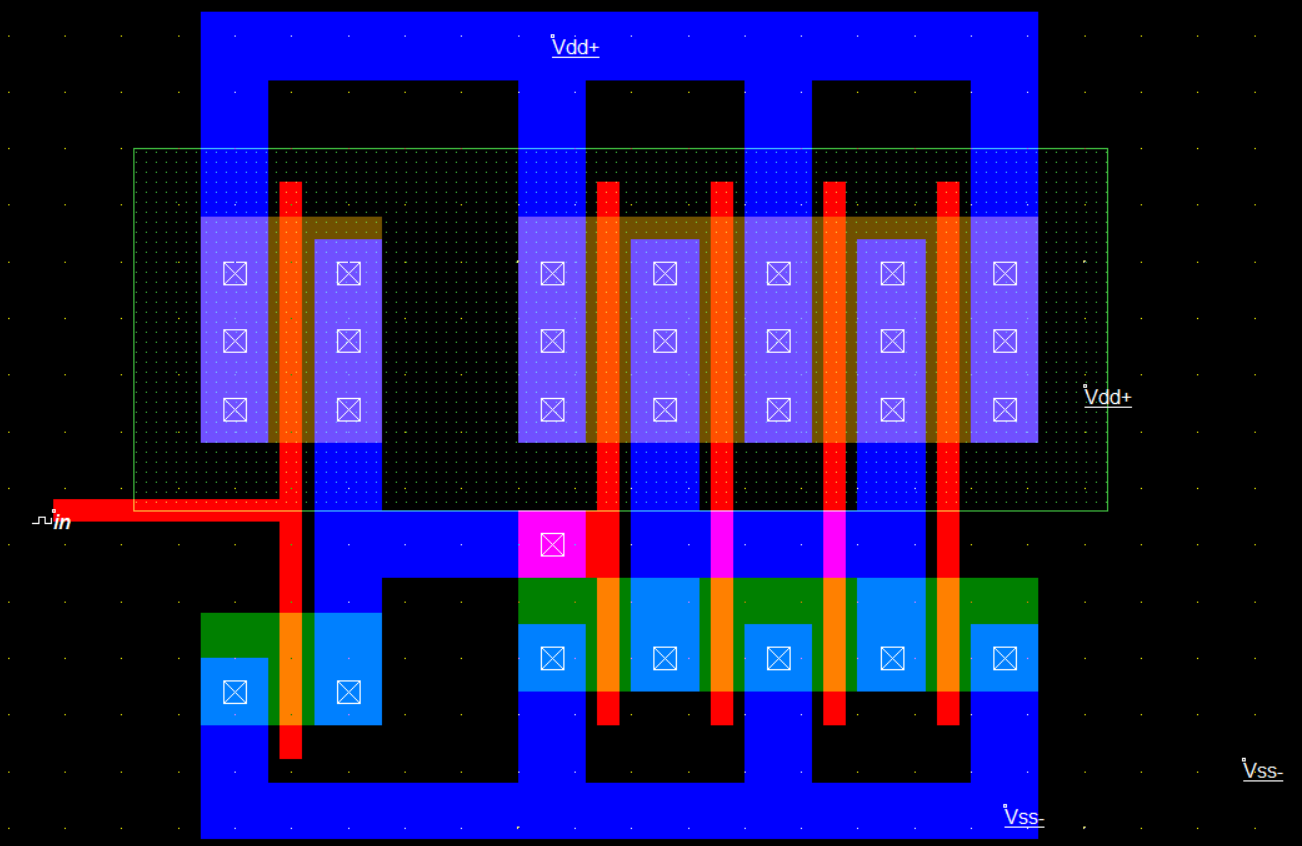 Vdd+
Vdd+
in
Vss-
Vss-